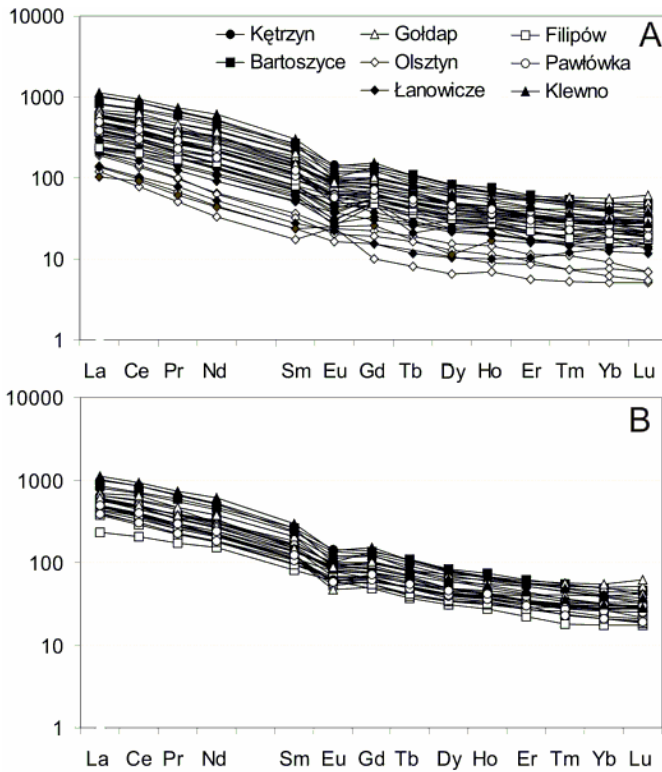 10000
A
Kętrzyn Gołdap Filipów
Bartoszyce Olsztyn Pawłówka
Łanowicze Klewno
1000
100
10
1
La Ce Pr Nd Sm Eu Gd Tb Dy Ho Er Tm Yb Lu
10000
B
1000
100
10
1
La Ce Pr Nd Sm Eu Gd Tb Dy Ho Er Tm Yb Lu